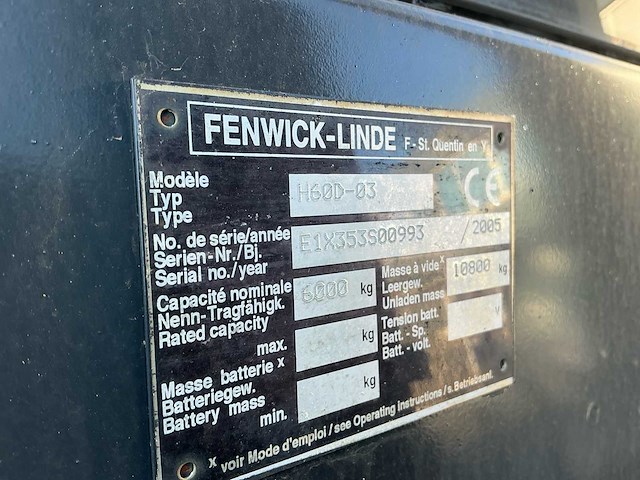 FENWICK-LINDE F - St. Quentin en Y
Modèle
Typ
Type
H60D-03
CE
No. de série/année
Serien-Nr./Bj.
Serial no./year
E1X353S00993 / 2005
Capacité nominale
Nenn-Tragfähigk.
Rated capacity
6000 kg
Masse à vide x
Leergew.
Unladen mass
10800 kg
max. kg
Tension batt.
Batt. - Sp.
Batt. - volt.
V
Masse batterie x
Batteriegew.
Battery mass
min. kg
x voir Mode d'emploi / see Operating Instructions / s. Betriebsanl.